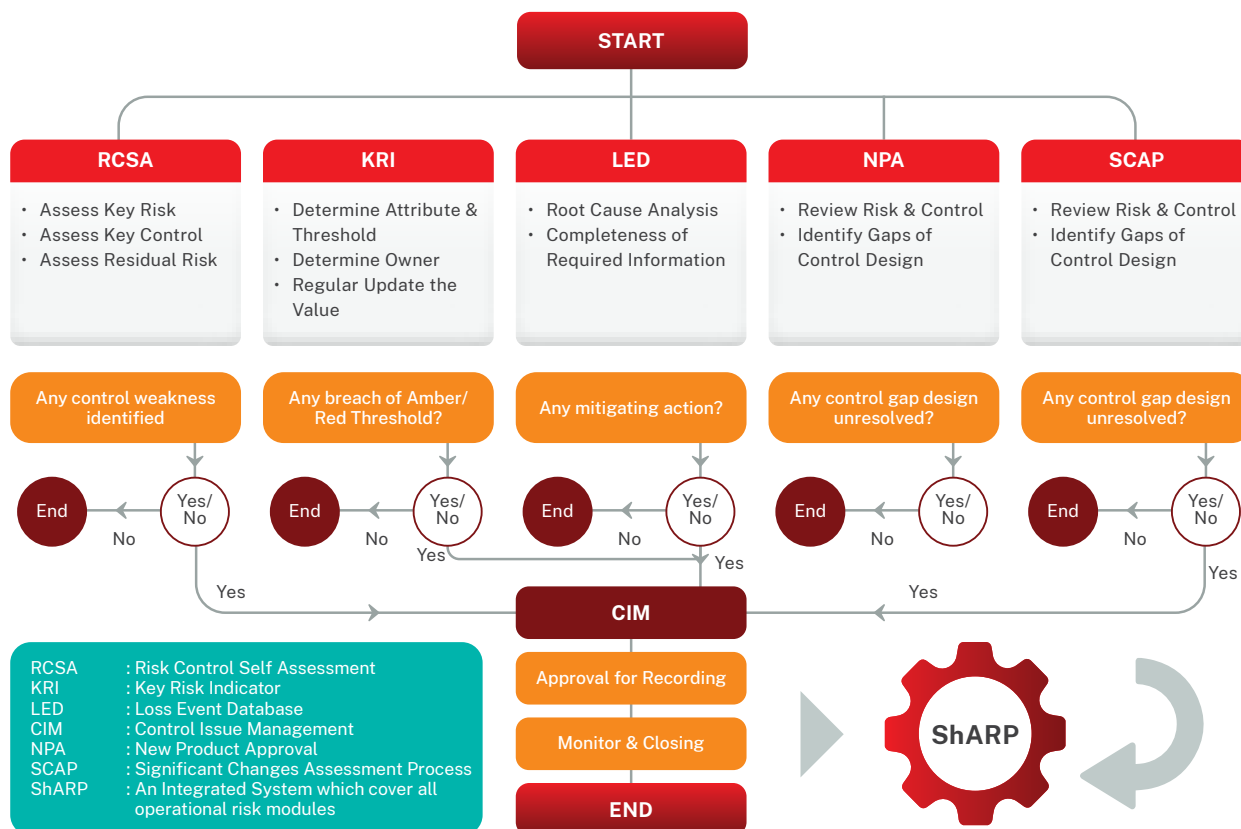 START
RCSA
• Assess Key Risk
• Assess Key Control
• Assess Residual Risk
KRI
• Determine Attribute &
Threshold
• Determine Owner
• Regular Update the
Value
LED
• Root Cause Analysis
• Completeness of
Required Information
NPA
• Review Risk & Control
• Identify Gaps of
Control Design
SCAP
• Review Risk & Control
• Identify Gaps of
Control Design
Any control weakness
identified
Any breach of Amber/
Red Threshold?
Any mitigating action?
Any control gap design
unresolved?
Any control gap design
unresolved?
End
No
Yes/
No
Yes
End
No
Yes/
No
Yes
End
No
Yes/
No
Yes
End
No
Yes/
No
Yes
End
No
Yes/
No
Yes
CIM
Approval for Recording
Monitor & Closing
END
RCSA : Risk Control Self Assessment
KRI : Key Risk Indicator
LED : Loss Event Database
CIM : Control Issue Management
NPA : New Product Approval
SCAP : Significant Changes Assessment Process
ShARP : An Integrated System which cover all
operational risk modules
ShARP